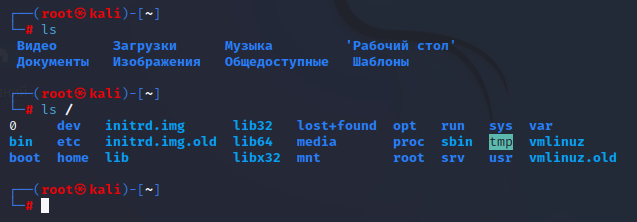 ┌──(root㉿kali)-[~]
└─# ls
Видео Загрузки Музыка 'Рабочий стол'
Документы Изображения Общедоступные Шаблоны
┌──(root㉿kali)-[~]
└─# ls /
0 dev initrd.img lib32 lost+found opt run sys var
bin etc initrd.img.old lib64 media proc sbin tmp vmlinuz
boot home lib libx32 mnt root srv usr vmlinuz.old
┌──(root㉿kali)-[~]
└─#